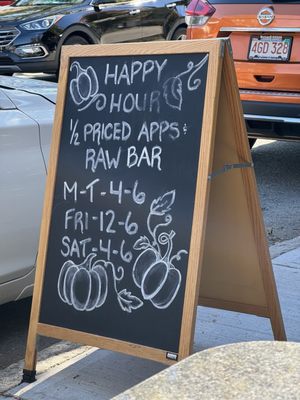 HAPPY
HOUR
½ PRICED APPS &
RAW BAR
M-T-4-6
FRI-12-6
SAT-4-6
4GD 328